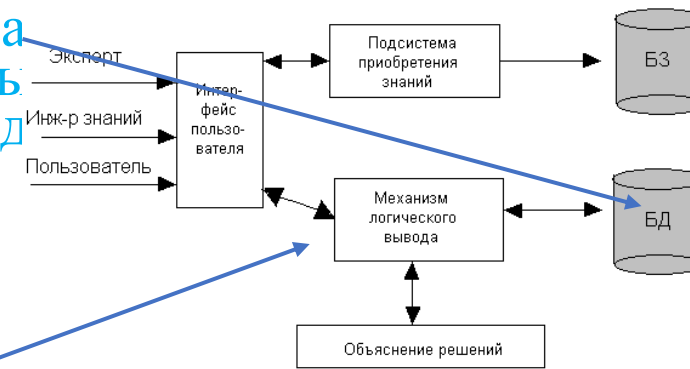 а
Эксперт
ь
Инж-р знаний
д
Пользователь
Интер-
фейс
пользо-
вателя
Подсистема
приобретения
знаний
БЗ
Механизм
логического
вывода
БД
Объяснение решений